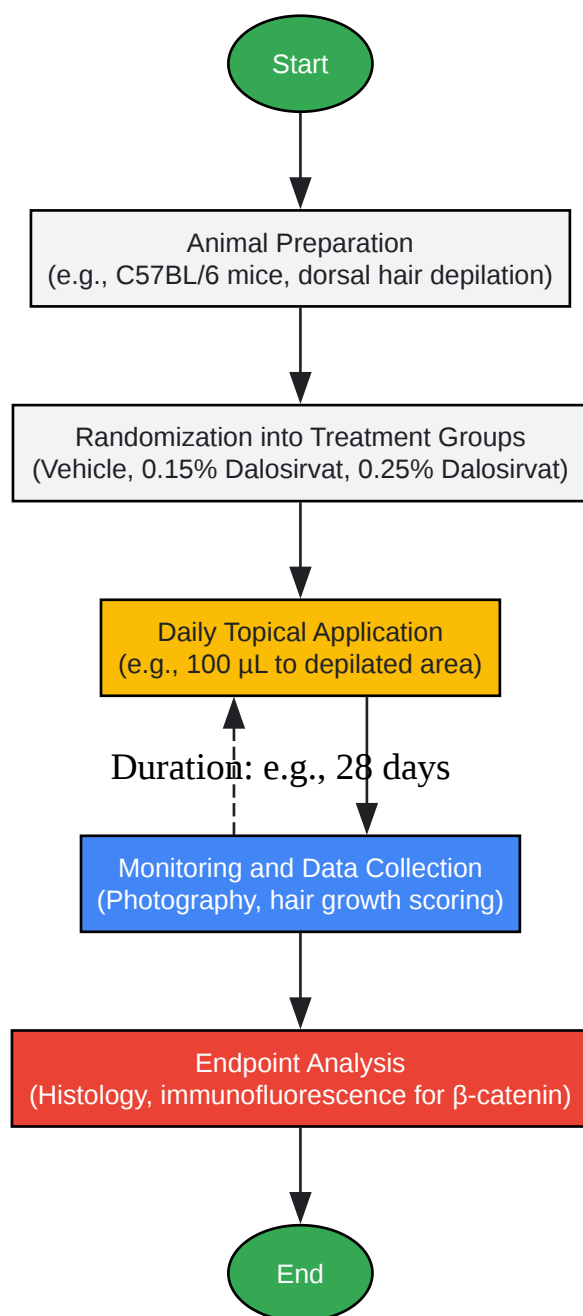 Start
Animal Preparation
(e.g., C57BL/6 mice, dorsal hair depilation)
Randomization into Treatment Groups
(Vehicle, 0.15% Dalosirvat, 0.25% Dalosirvat)
Daily Topical Application
(e.g., 100 µL to depilated area)
Duration: e.g., 28 days
Monitoring and Data Collection
(Photography, hair growth scoring)
Endpoint Analysis
(Histology, immunofluorescence for β-catenin)
End